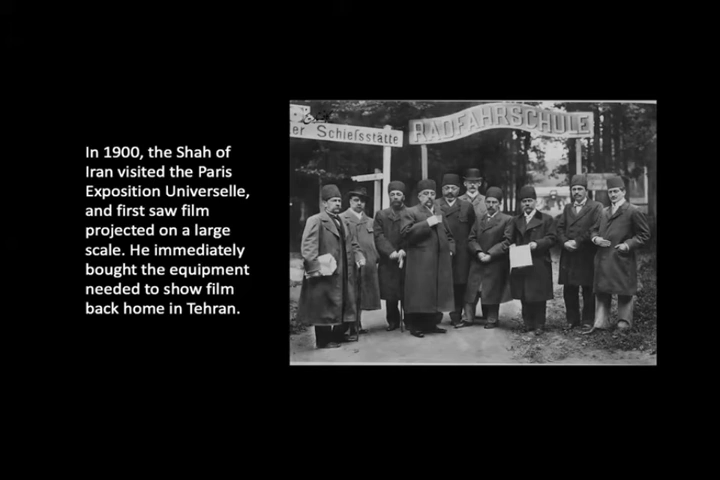 In 1900, the Shah of
Iran visited the Paris
Exposition Universelle,
and first saw film
projected on a large
scale. He immediately
bought the equipment
needed to show film
back home in Tehran.
er Schießstätte
RADFAHRSCHULE